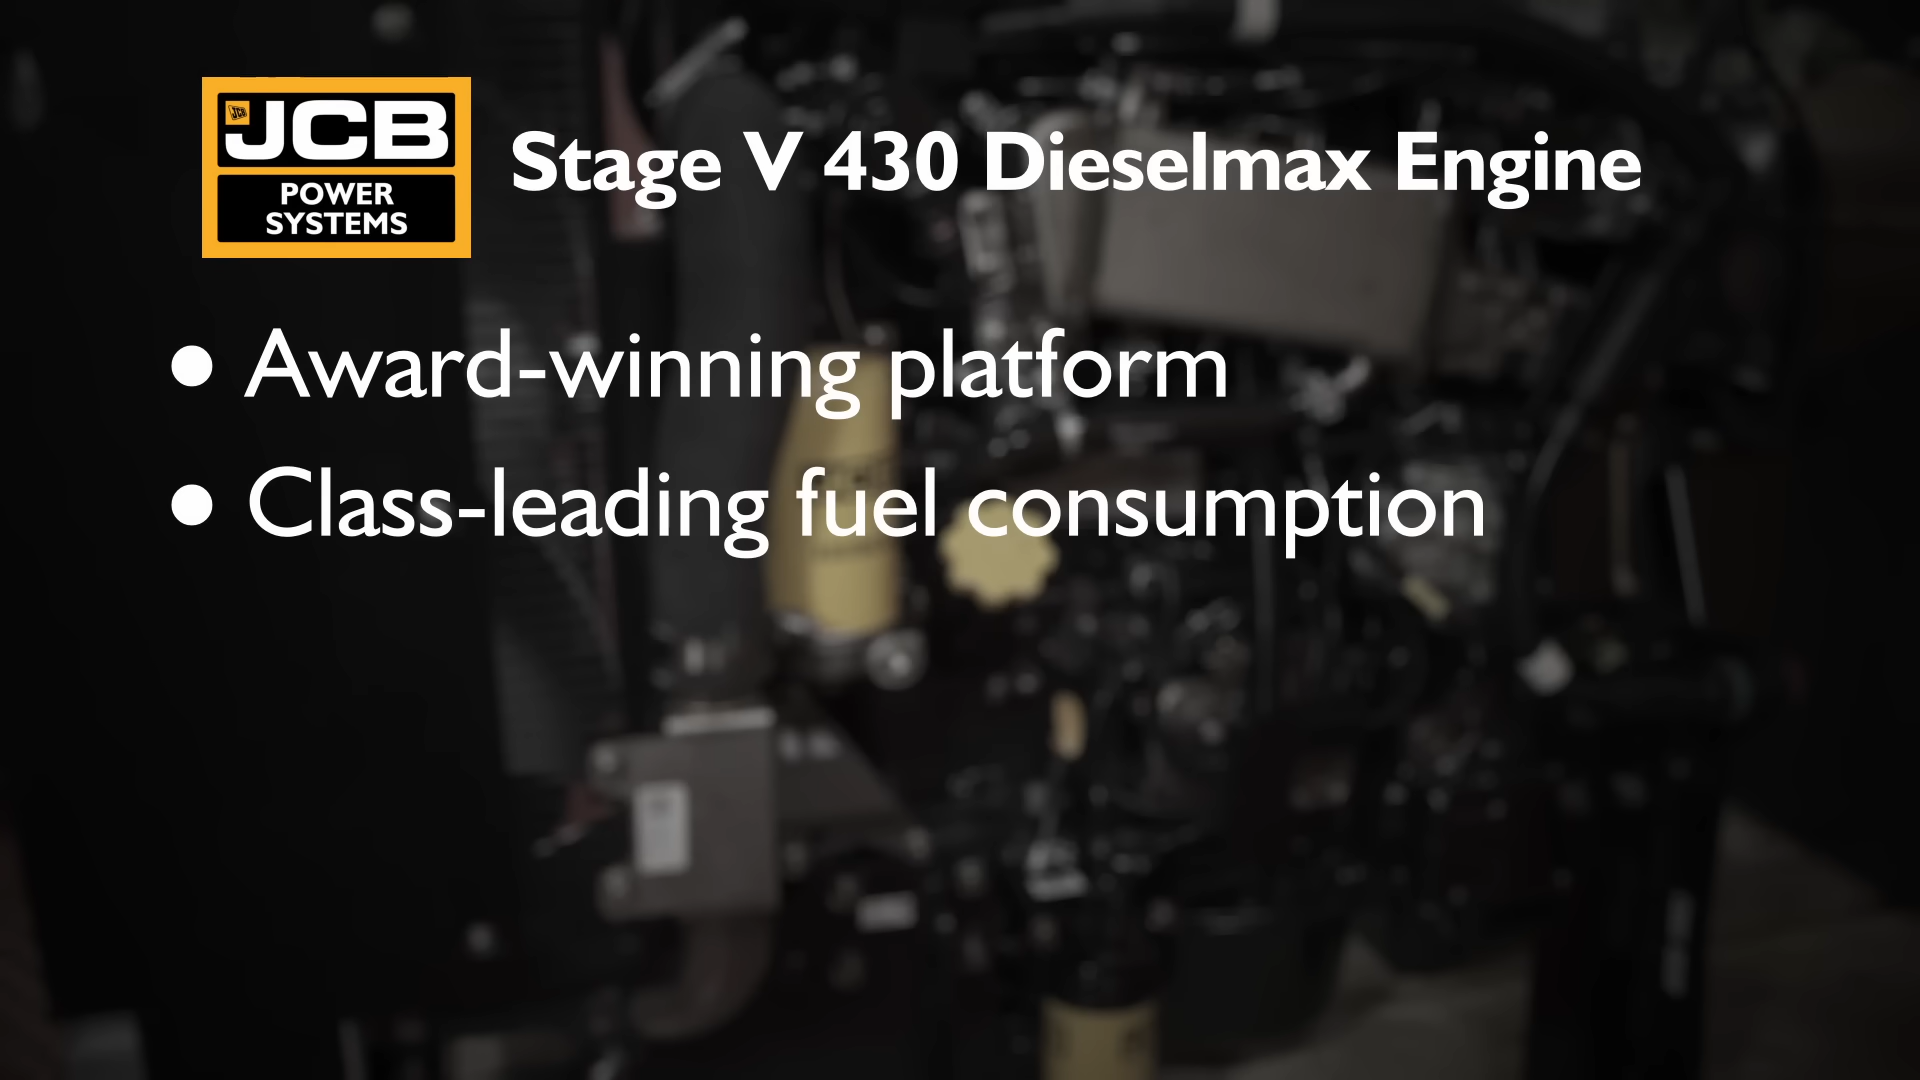 JCB
POWER
SYSTEMS
Stage V 430 Dieselmax Engine
● Award-winning platform
● Class-leading fuel consumption